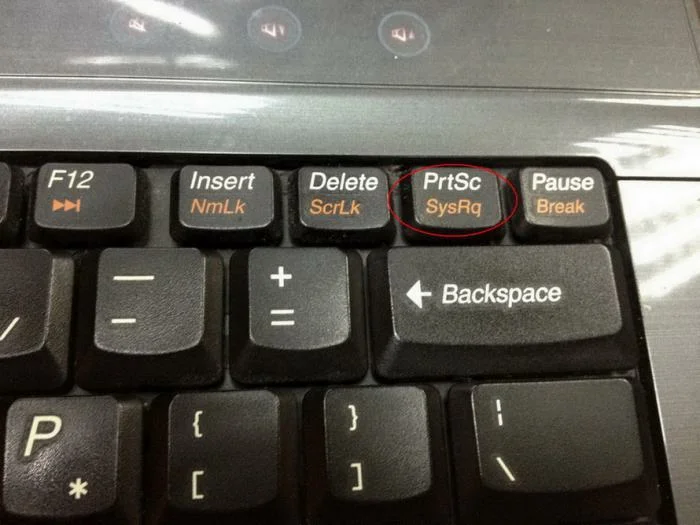 F12
Insert
NmLk
Delete
ScrLk
PrtSc
SysRq
Pause
Break
—
-
+
=
Backspace
/
P
*
{
[
}
]
¦
\